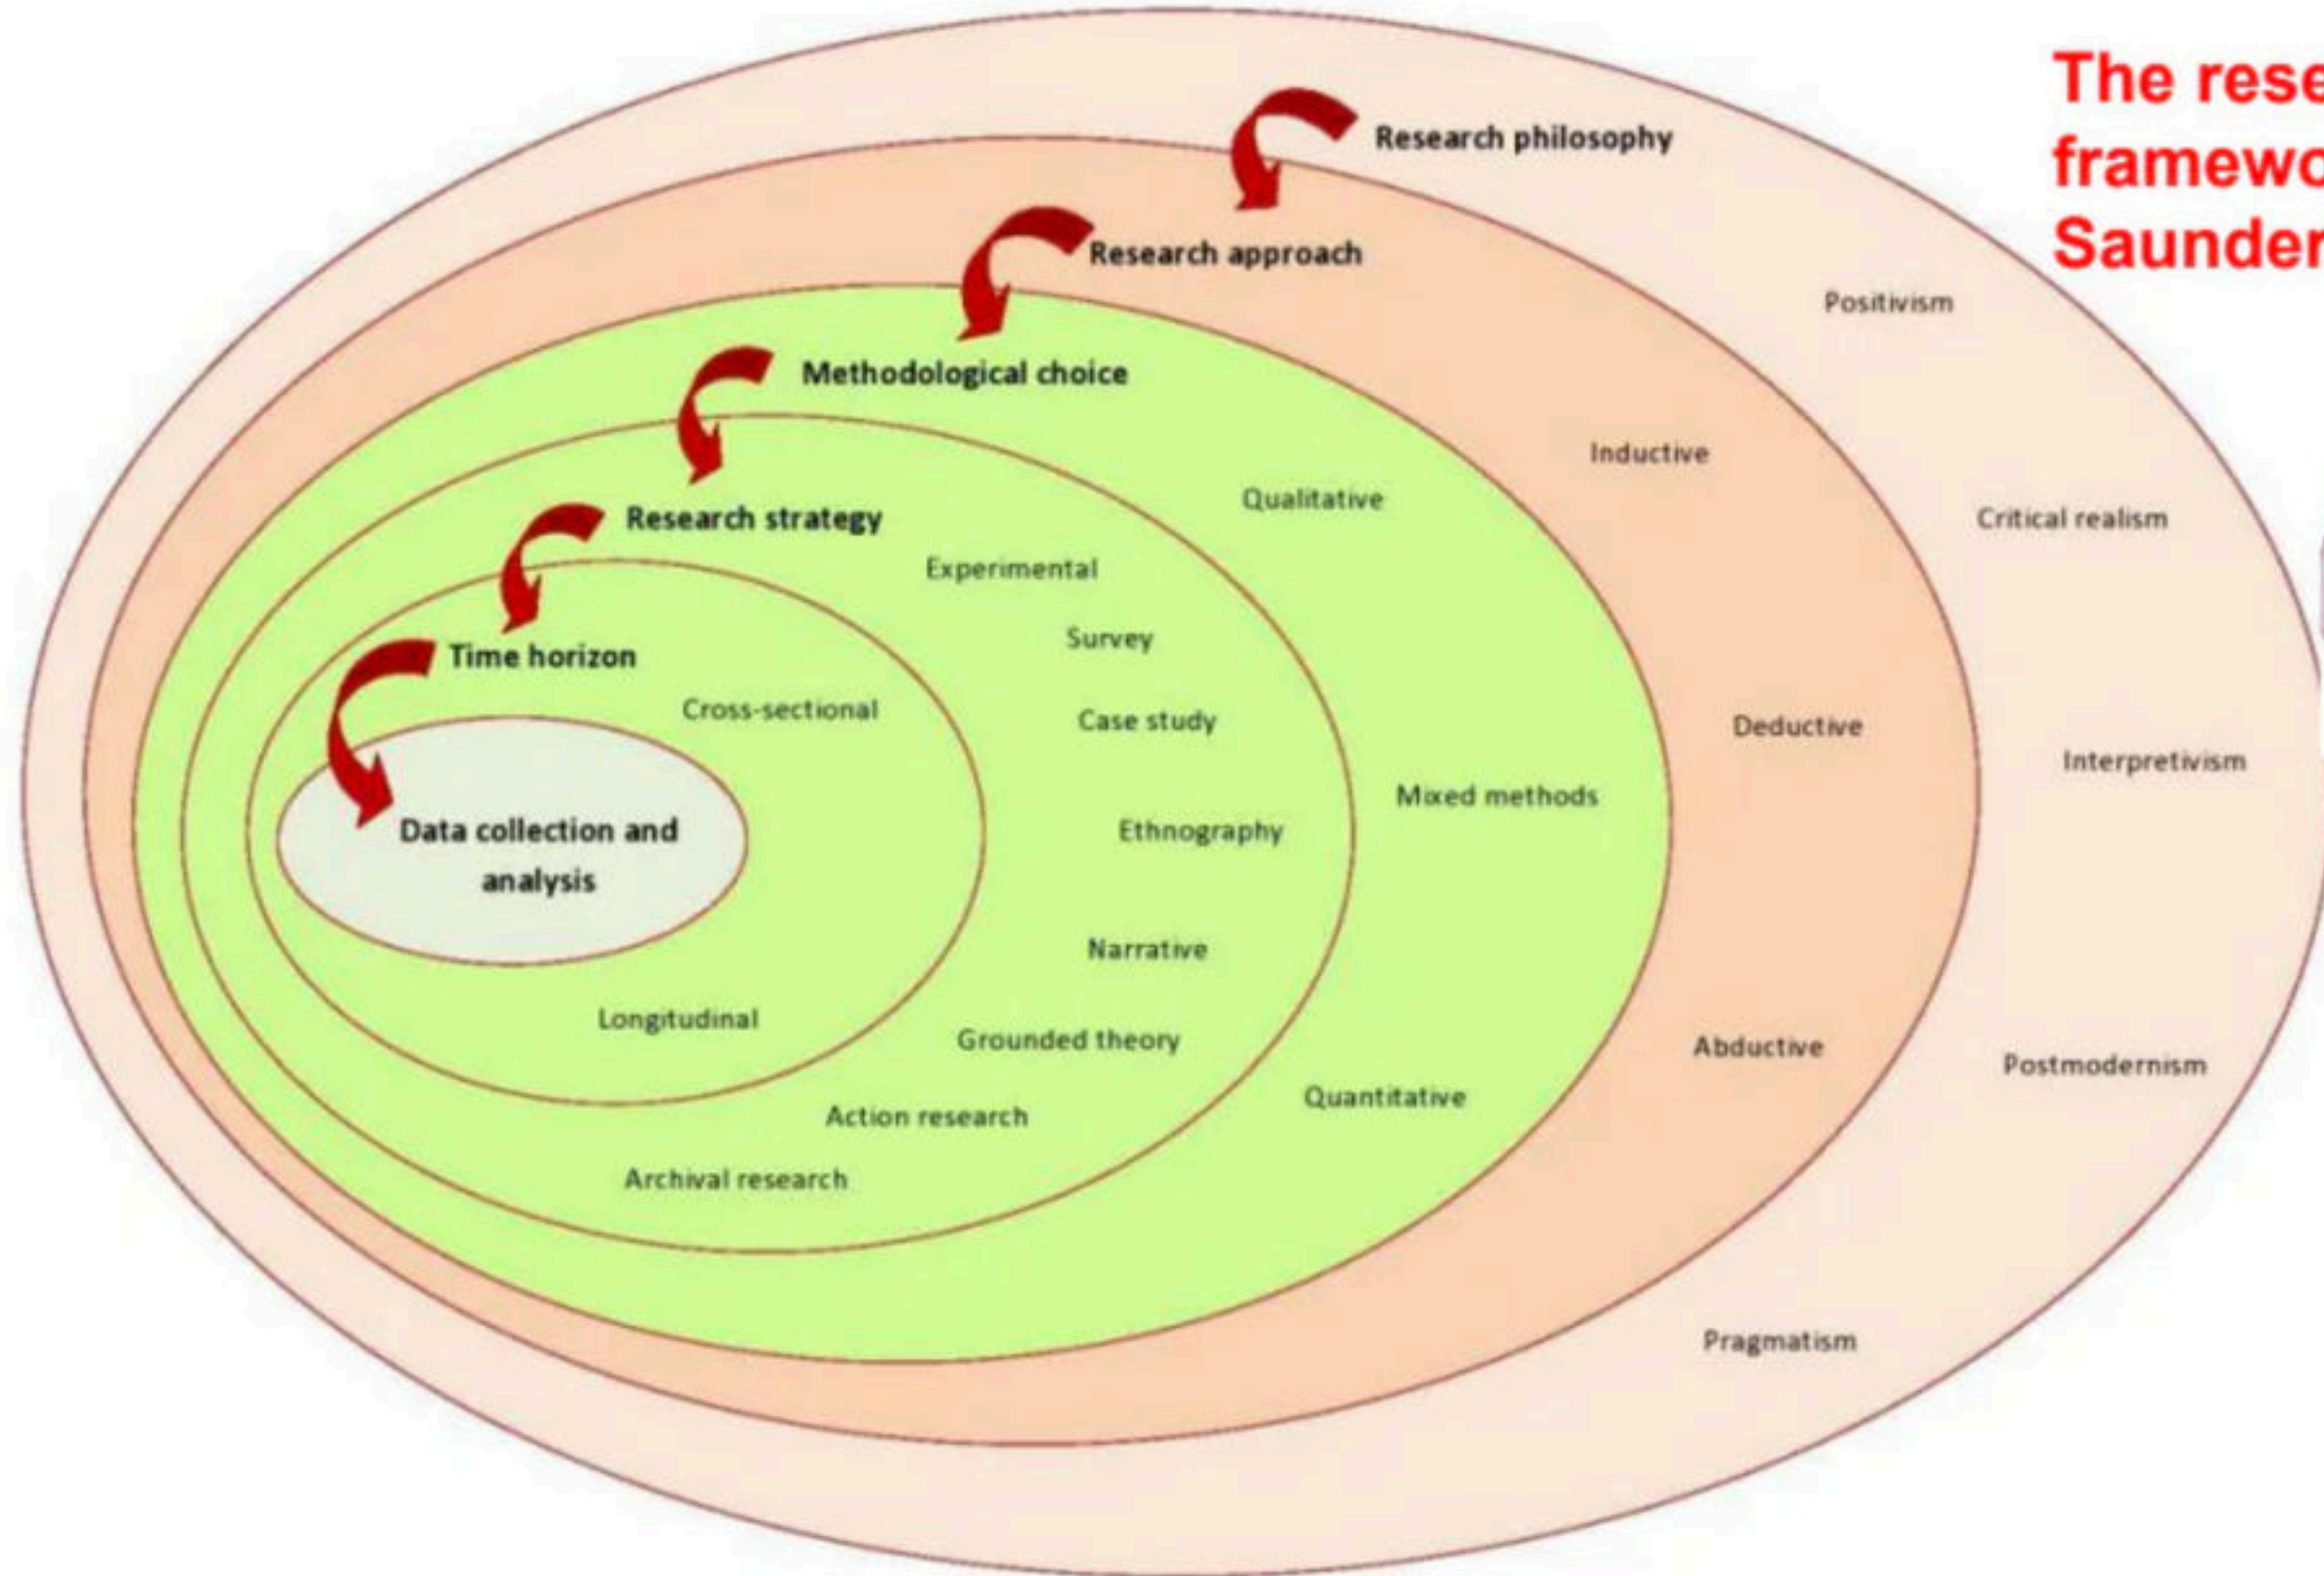 The rese
framewo
Saunder
Research philosophy
Research approach
Positivism
Methodological choice
Inductive
Qualitative
Research strategy
Critical realism
Experimental
Survey
Time horizon
Cross-sectional
Case study
Deductive
Interpretivism
Mixed methods
Data collection and
analysis
Ethnography
Narrative
Longitudinal
Grounded theory
Abductive
Postmodernism
Quantitative
Action research
Archival research
Pragmatism